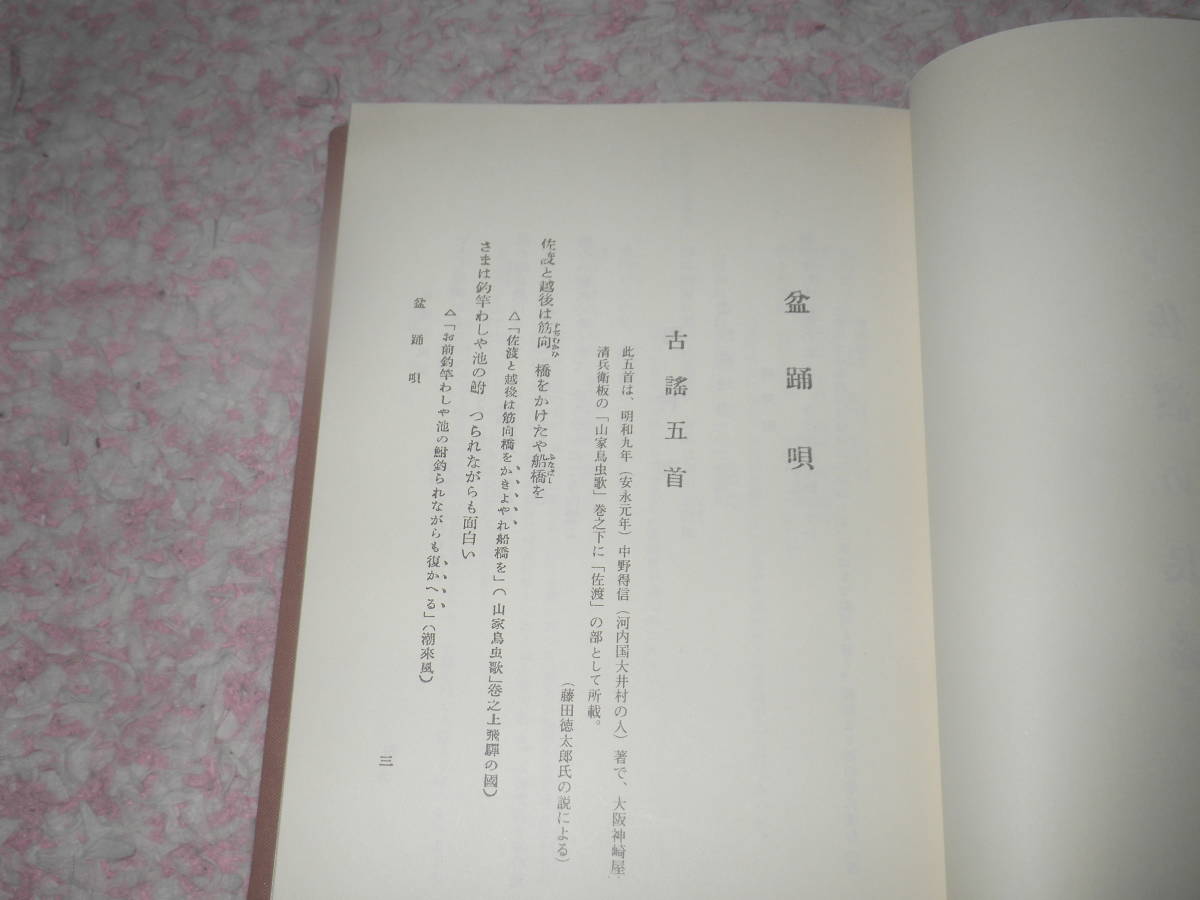 盆踊唄
古謠五首
此五首は、明和九年（安永元年）中野得信（河内国大井村の人）著で、大阪神崎屋
清兵衛板の「山家鳥虫歌」巻之下に「佐渡」の部として所載。
（藤田徳太郎氏の説による）
佐渡と越後は筋向 橋をかけたや船橋を
△「佐渡と越後は筋向橋をかきよやれ船橋を」（山家鳥虫歌」卷之上飛騨の國）
さまは釣竿わしや池の鮒 つられながらも面白い
△「お前釣竿わしや池の鮒釣られながらも復かへる」（潮來風）
盆踊唄
三